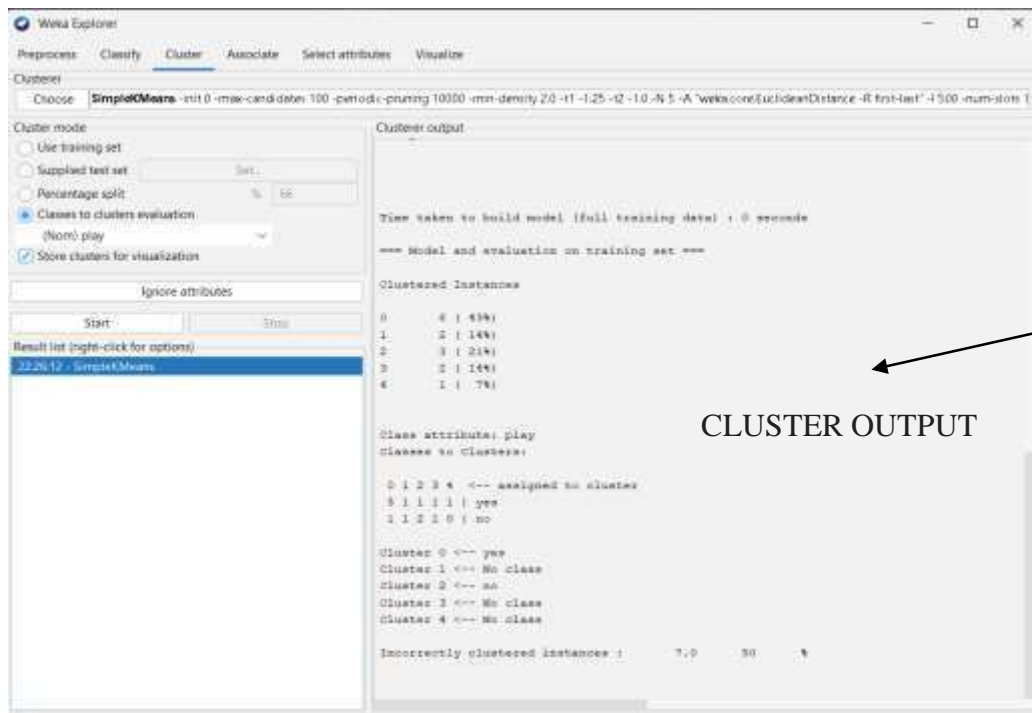 Weka Explorer
Preprocess Classify Cluster Associate Select attributes Visualize
Clusterer
Choose SimpleKMeans -init 0 -max-candidates 100 -periodic-pruning 10000 -min-density 2.0 -t1 -1.25 -t2 -1.0 -N 5 -A "weka.core.EuclideanDistance -R first-last" -I 500 -num-slots 1
Cluster mode
Use training set
Supplied test set Set...
Percentage split % 66
Classes to clusters evaluation
(Nom) play
Store clusters for visualization
Ignore attributes
Start Stop
Result list (right-click for options)
22:26:12 - SimpleKMeans
Clusterer output
Time taken to build model (full training data) : 0 seconds
=== Model and evaluation on training set ===
Clustered Instances
0 6 ( 43%)
1 2 ( 14%)
2 3 ( 21%)
3 2 ( 14%)
4 1 ( 7%)
Class attribute: play
Classes to Clusters:
0 1 2 3 4 <-- assigned to cluster
5 1 1 1 1 | yes
1 1 2 1 0 | no
Cluster 0 <-- yes
Cluster 1 <-- No class
Cluster 2 <-- no
Cluster 3 <-- No class
Cluster 4 <-- No class
Incorrectly clustered instances : 7.0 50 %
CLUSTER OUTPUT